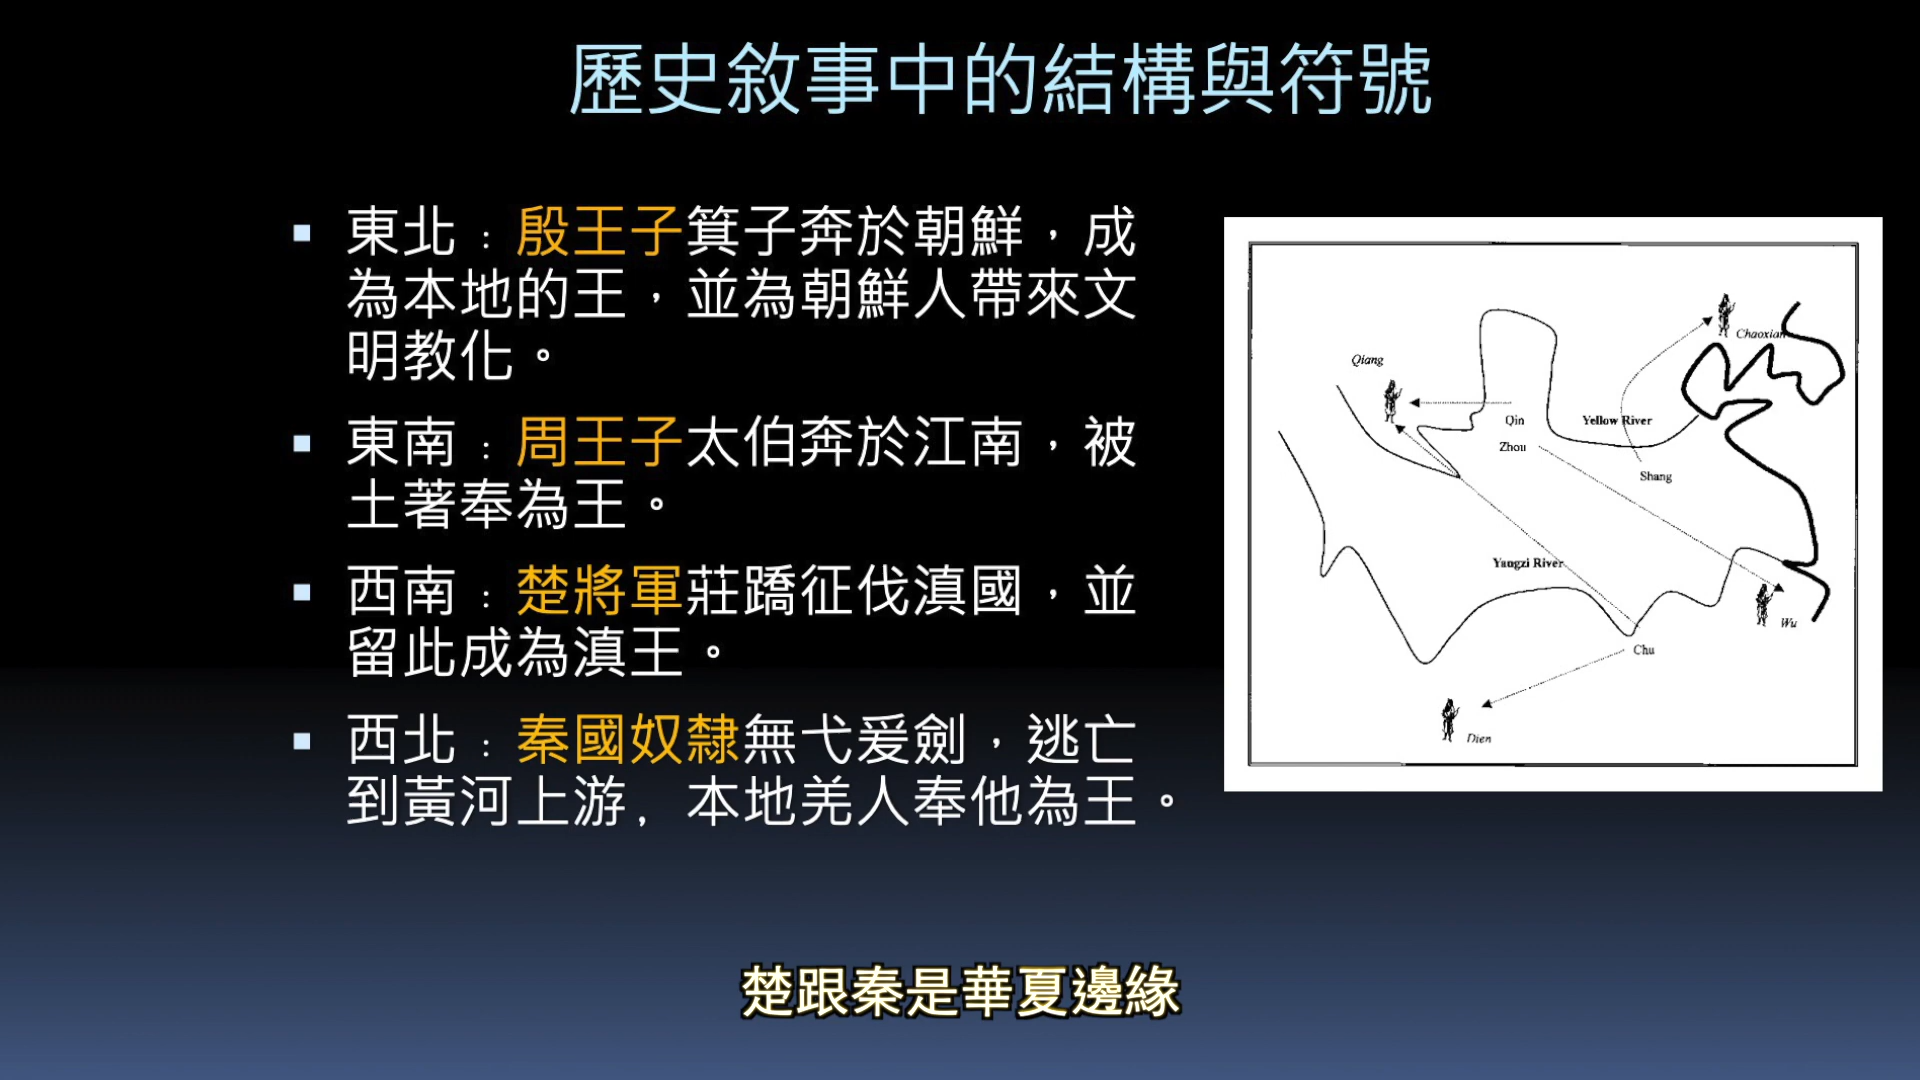 歷史敘事中的結構與符號
▪ 東北：殷王子箕子奔於朝鮮，成
為本地的王，並為朝鮮人帶來文
明教化。
▪ 東南：周王子太伯奔於江南，被
土著奉為王。
▪ 西南：楚將軍莊蹻征伐滇國，並
留此成為滇王。
▪ 西北：秦國奴隸無弋爰劍，逃亡
到黃河上游，本地羌人奉他為王。
Chaoxian
Qiang
Qin
Yellow River
Zhou
Shang
Yangzi River
Wu
Chu
Dien
楚跟秦是華夏邊緣